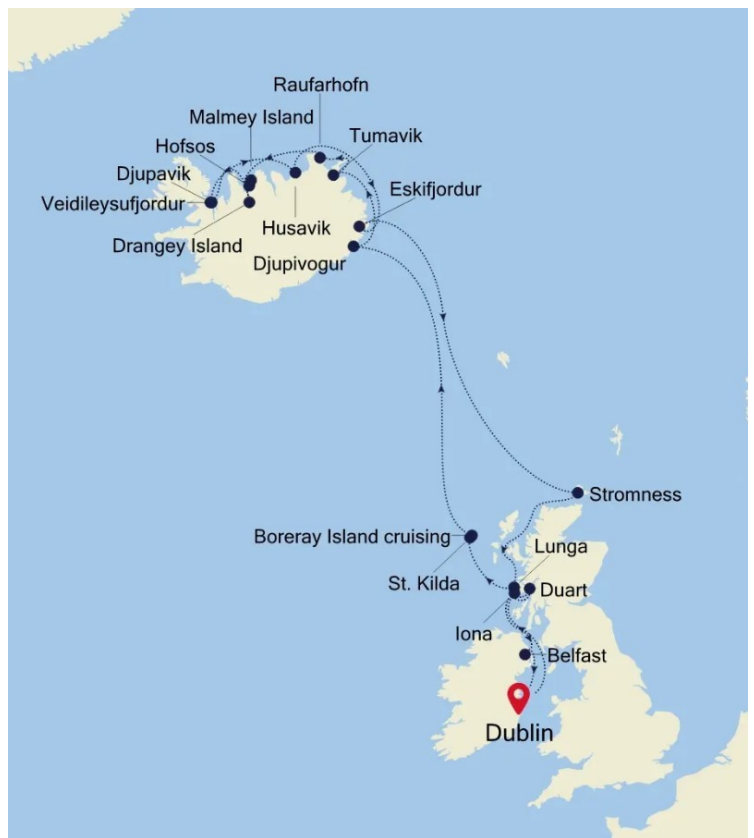 Raufarhofn
Malmey Island
Tumavik
Hofsos
Djupavik
Eskifjordur
Veidileysufjordur
Husavik
Drangey Island
Djupivogur
Stromness
Boreray Island cruising
Lunga
St. Kilda
Duart
Iona
Belfast
Dublin